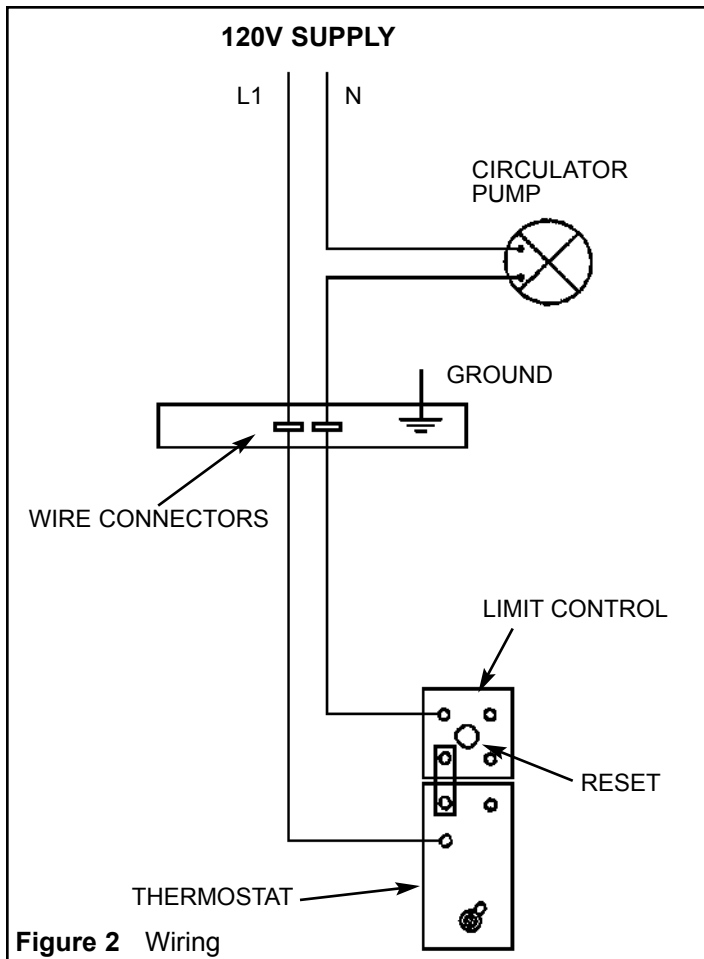 120V SUPPLY
L1
N
CIRCULATOR
PUMP
GROUND
WIRE CONNECTORS
LIMIT CONTROL
RESET
THERMOSTAT
Figure 2 Wiring